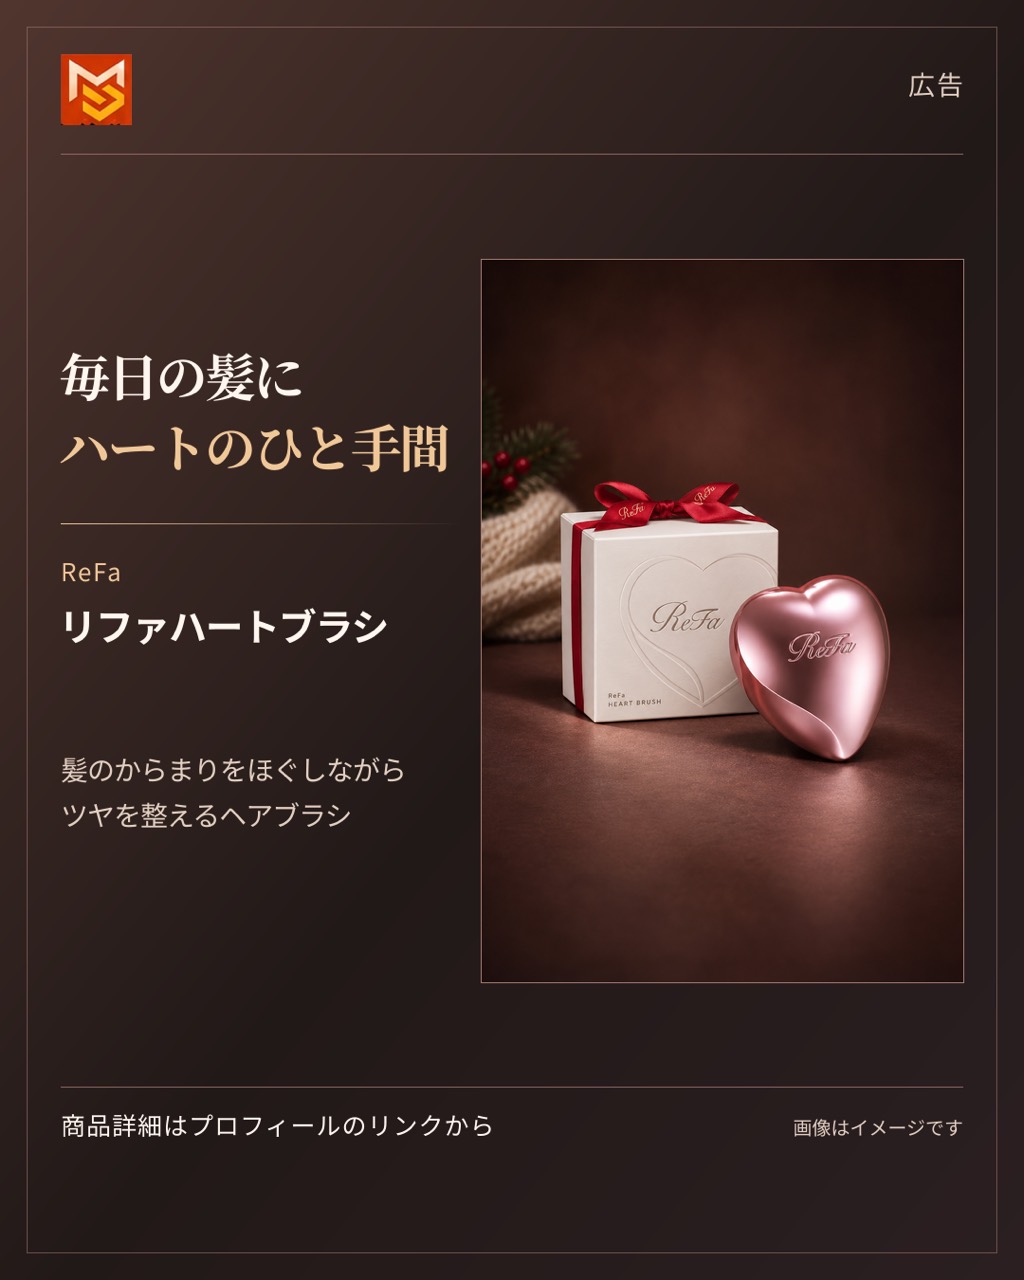 広告
毎日の髪に
ハートのひと手間
ReFa
リファハートブラシ
髪のからまりをほぐしながら
ツヤを整えるヘアブラシ
ReFa
ReFa
ReFa
ReFa
HEART BRUSH
ReFa
商品詳細はプロフィールのリンクから
画像はイメージです